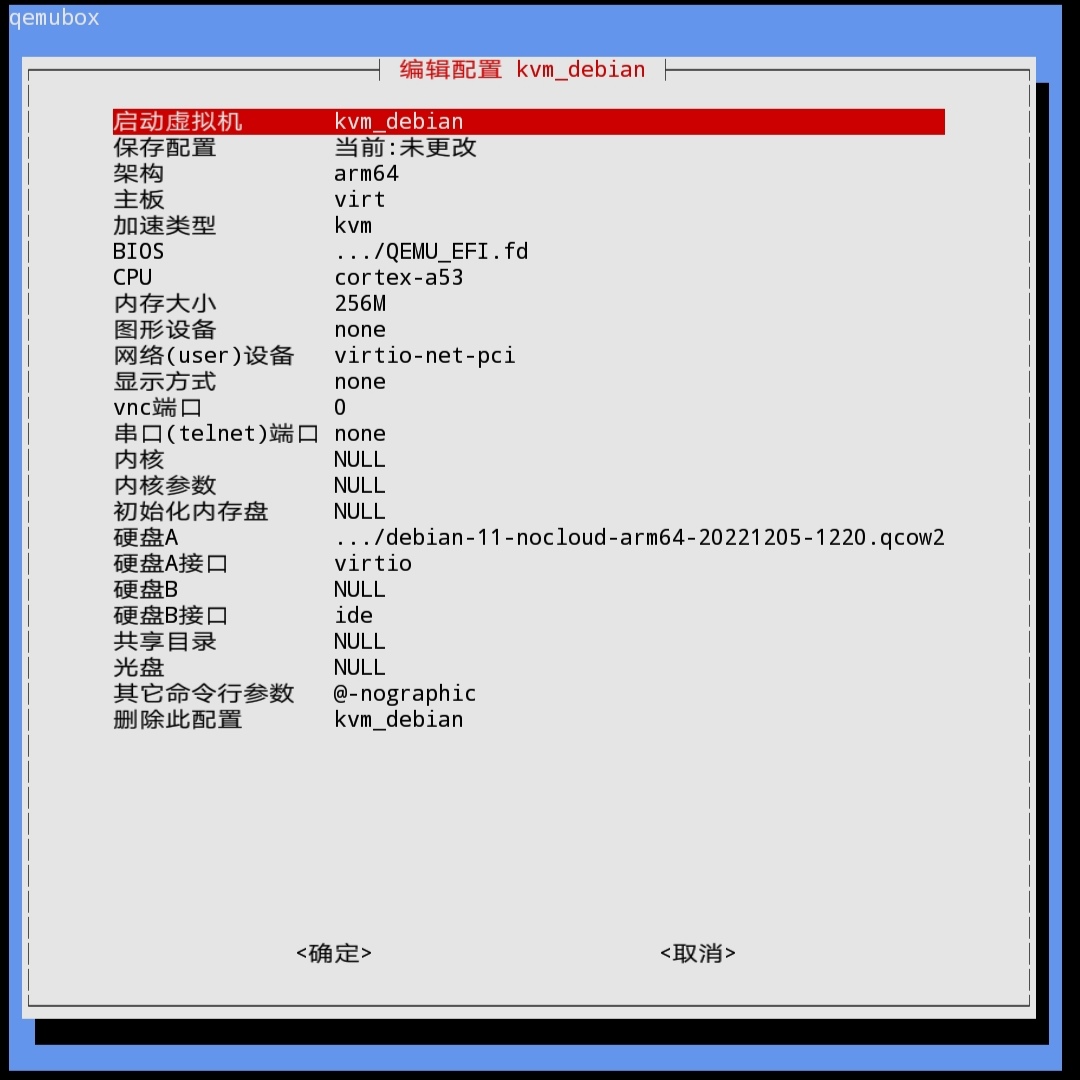 qemubox
编辑配置 kvm_debian
启动虚拟机 kvm_debian
保存配置 当前:未更改
架构 arm64
主板 virt
加速类型 kvm
BIOS .../QEMU_EFI.fd
CPU cortex-a53
内存大小 256M
图形设备 none
网络(user)设备 virtio-net-pci
显示方式 none
vnc端口 0
串口(telnet)端口 none
内核 NULL
内核参数 NULL
初始化内存盘 NULL
硬盘A .../debian-11-nocloud-arm64-20221205-1220.qcow2
硬盘A接口 virtio
硬盘B NULL
硬盘B接口 ide
共享目录 NULL
光盘 NULL
其它命令行参数 @-nographic
删除此配置 kvm_debian
<确定> <取消>